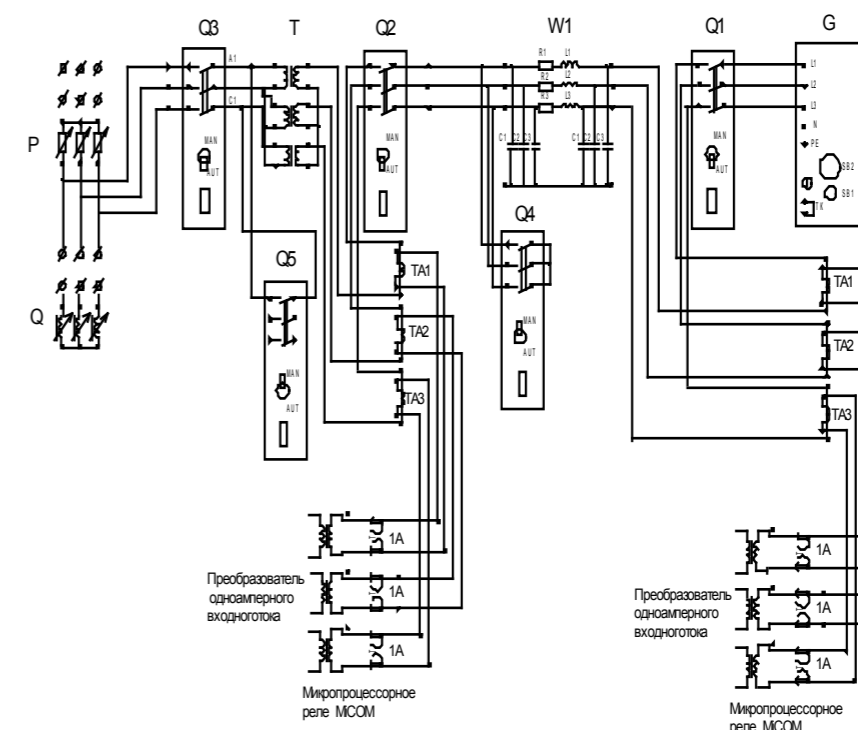 Q3
T
Q2
W1
Q1
G
A1
R1
L1
L1
R2
L2
L2
C1
R3
L3
L3
N
P
MAN
AUT
MAN
AUT
C1 C2 C3
C1 C2 C3
MAN
AUT
PE
SB2
SB1
TK
Q4
Q5
TA1
TA1
Q
TA2
MAN
AUT
TA2
MAN
AUT
TA3
TA3
1A
1A
Преобразователь
одноамперного
входноготока
1A
Преобразователь
одноамперного
входноготока
1A
1A
1A
Микропроцессорное
реле MiCOM
Микропроцессорное
реле MiCOM